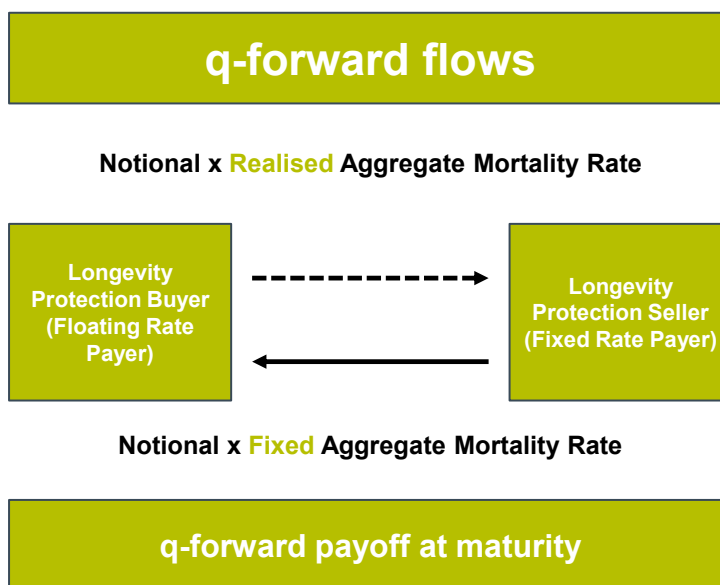 q-forward flows
Notional x Realised Aggregate Mortality Rate
Longevity
Protection Buyer
(Floating Rate
Payer)
Longevity
Protection Seller
(Fixed Rate Payer)
Notional x Fixed Aggregate Mortality Rate
q-forward payoff at maturity